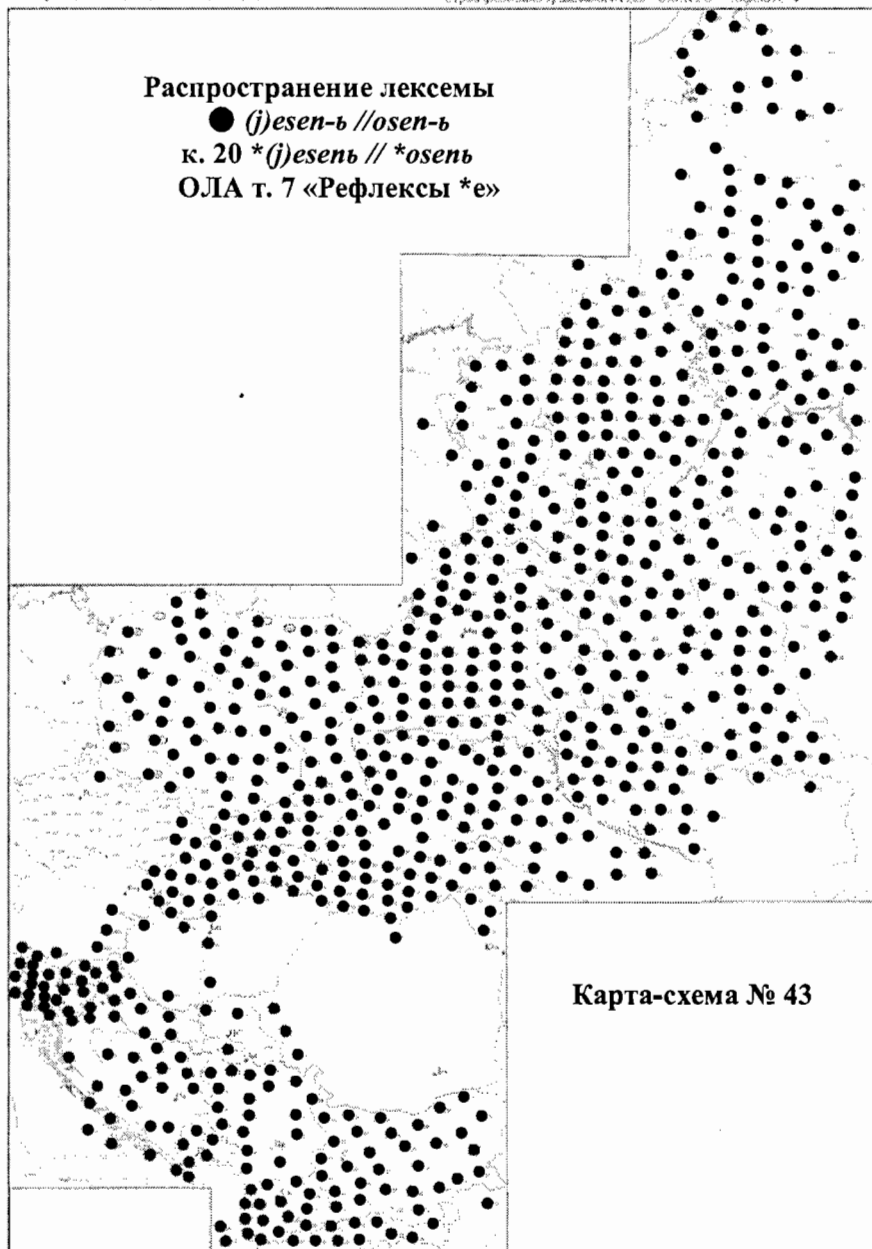 Распространение лексемы
● (j)esen-ь //osen-ь
к. 20 *(j)esenь // *osenь
ОЛА т. 7 «Рефлексы *e»
Карта-схема № 43